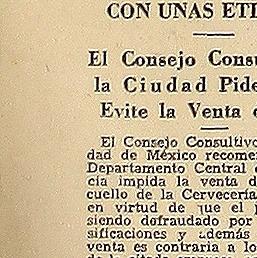 CON UNAS ETI
El Consejo Consu
la Ciudad Pide
Evite la Venta
El Consejo Consultivo
dad de México recomen
Departamento Central
cia impida la venta d
quello de la Cervecería
en virtud de que el p
siendo defraudado por
sificaciones y además
venta es contraria a lo